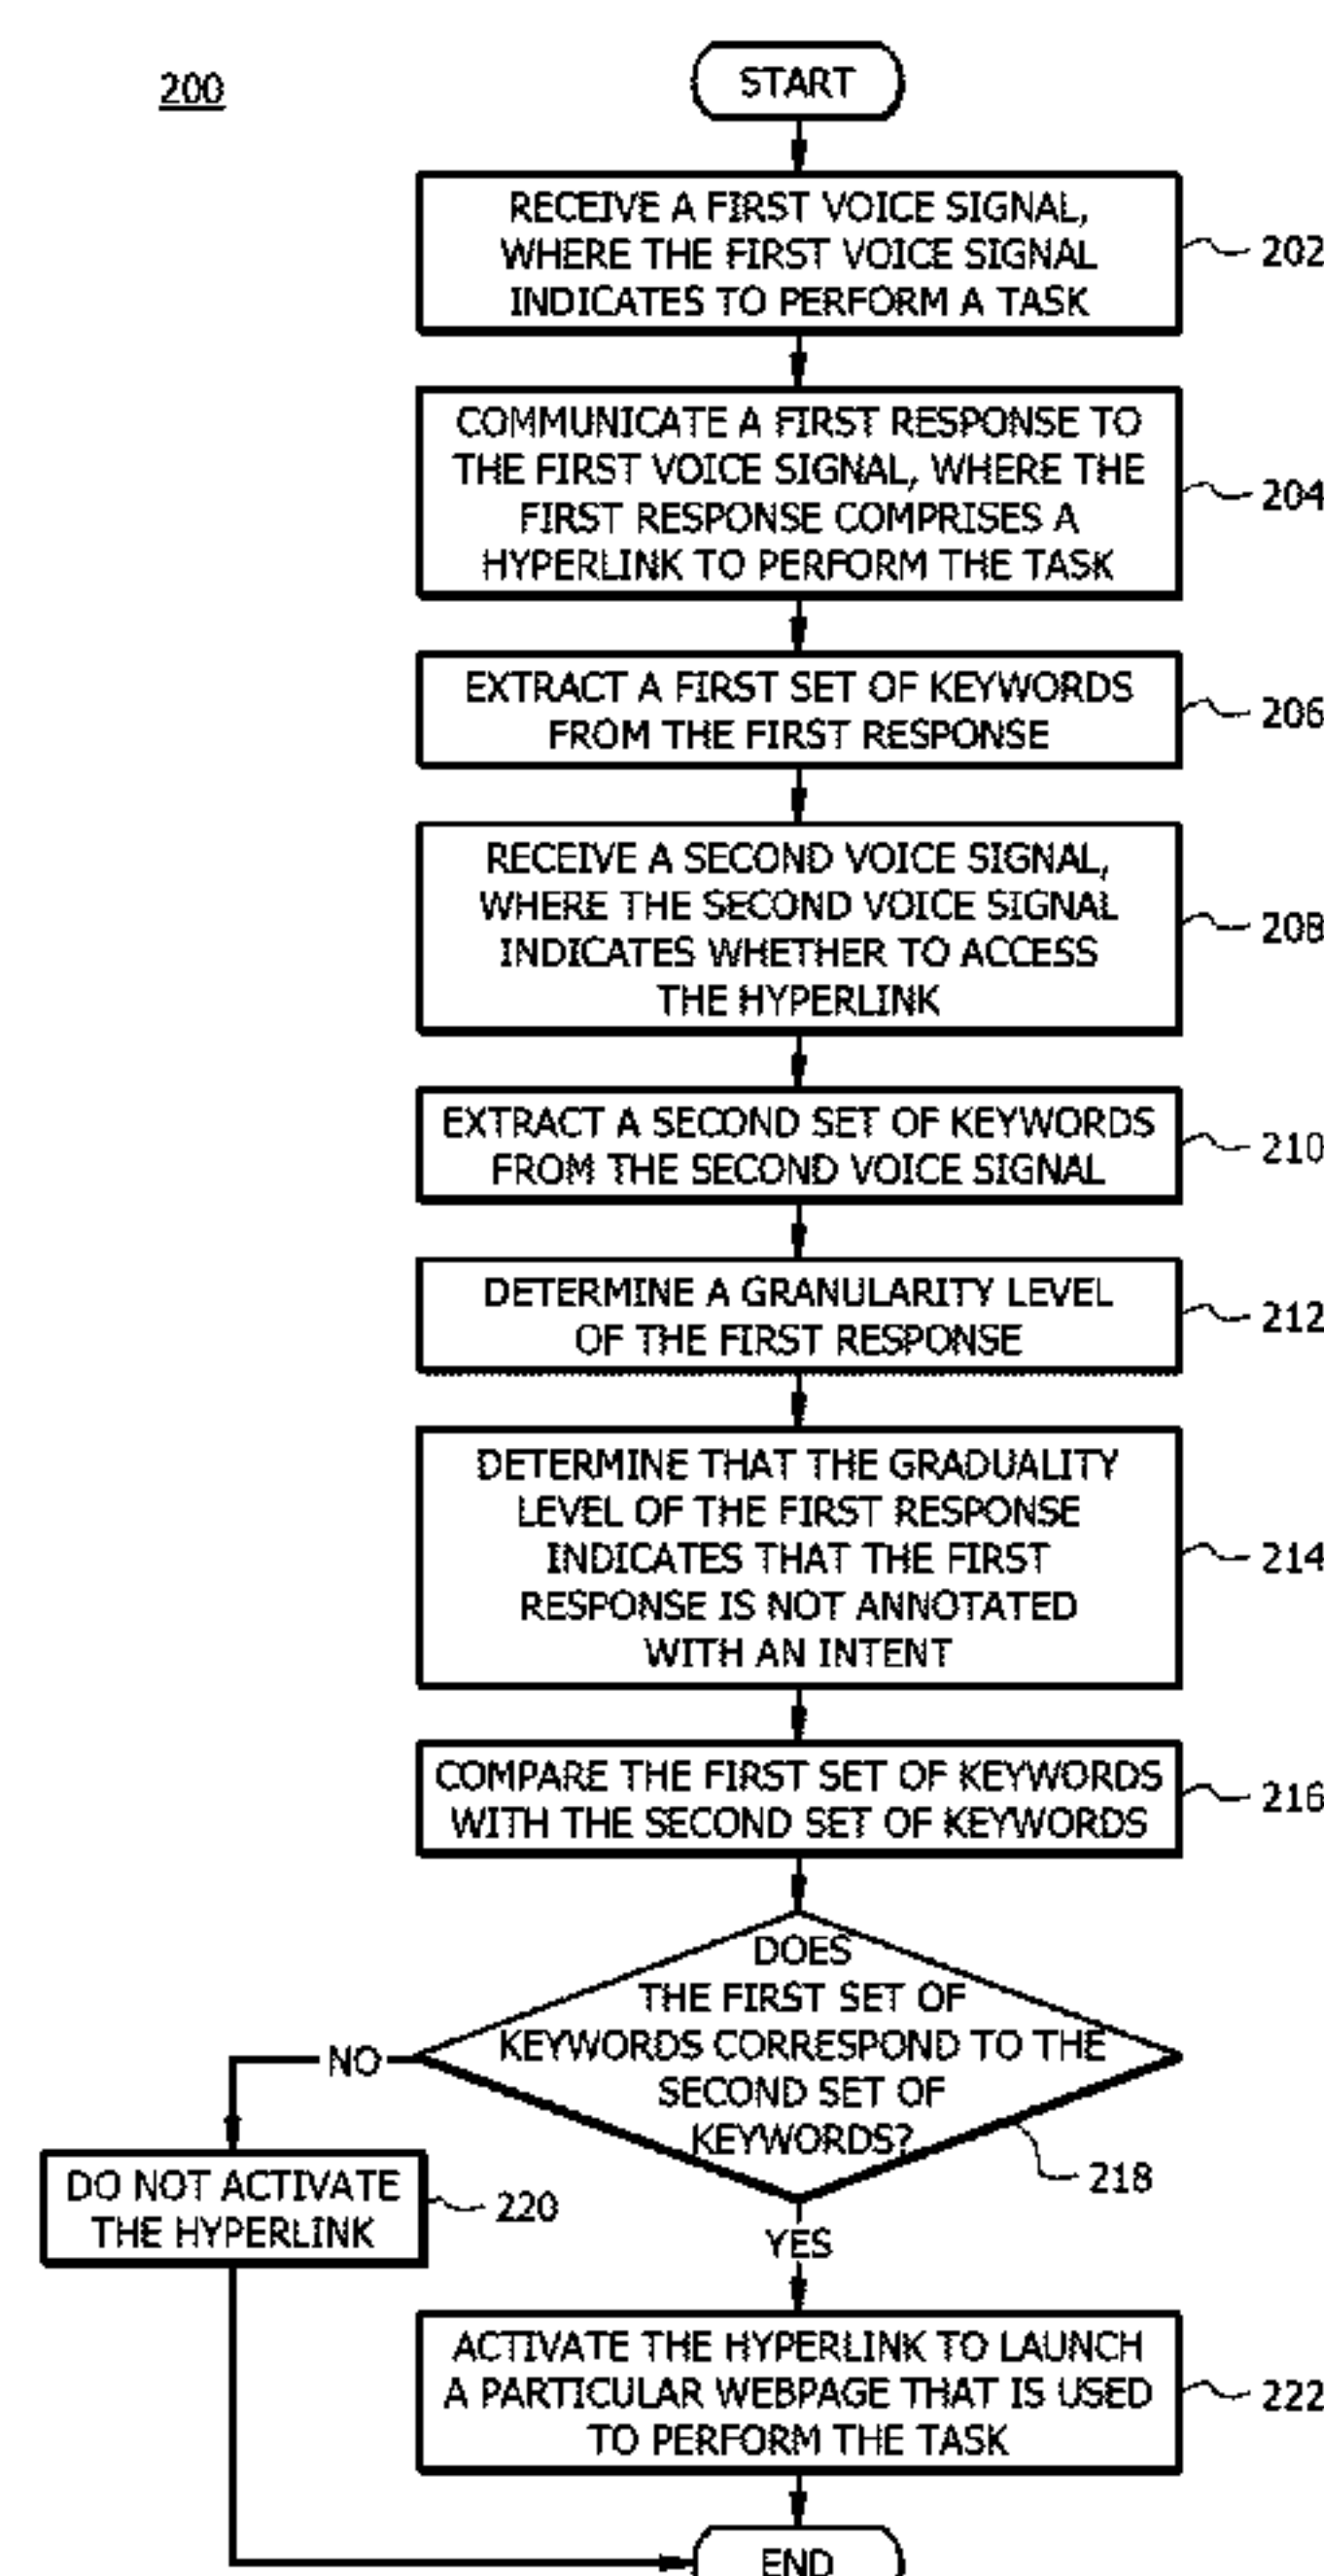 200
START
RECEIVE A FIRST VOICE SIGNAL,
WHERE THE FIRST VOICE SIGNAL
INDICATES TO PERFORM A TASK
202
COMMUNICATE A FIRST RESPONSE TO
THE FIRST VOICE SIGNAL, WHERE THE
FIRST RESPONSE COMPRISES A
HYPERLINK TO PERFORM THE TASK
204
EXTRACT A FIRST SET OF KEYWORDS
FROM THE FIRST RESPONSE
206
RECEIVE A SECOND VOICE SIGNAL,
WHERE THE SECOND VOICE SIGNAL
INDICATES WHETHER TO ACCESS
THE HYPERLINK
208
EXTRACT A SECOND SET OF KEYWORDS
FROM THE SECOND VOICE SIGNAL
210
DETERMINE A GRANULARITY LEVEL
OF THE FIRST RESPONSE
212
DETERMINE THAT THE GRADUALITY
LEVEL OF THE FIRST RESPONSE
INDICATES THAT THE FIRST
RESPONSE IS NOT ANNOTATED
WITH AN INTENT
214
COMPARE THE FIRST SET OF KEYWORDS
WITH THE SECOND SET OF KEYWORDS
216
DOES
THE FIRST SET OF
KEYWORDS CORRESPOND TO THE
SECOND SET OF
KEYWORDS?
218
NO
DO NOT ACTIVATE
THE HYPERLINK
220
YES
ACTIVATE THE HYPERLINK TO LAUNCH
A PARTICULAR WEBPAGE THAT IS USED
TO PERFORM THE TASK
222
END